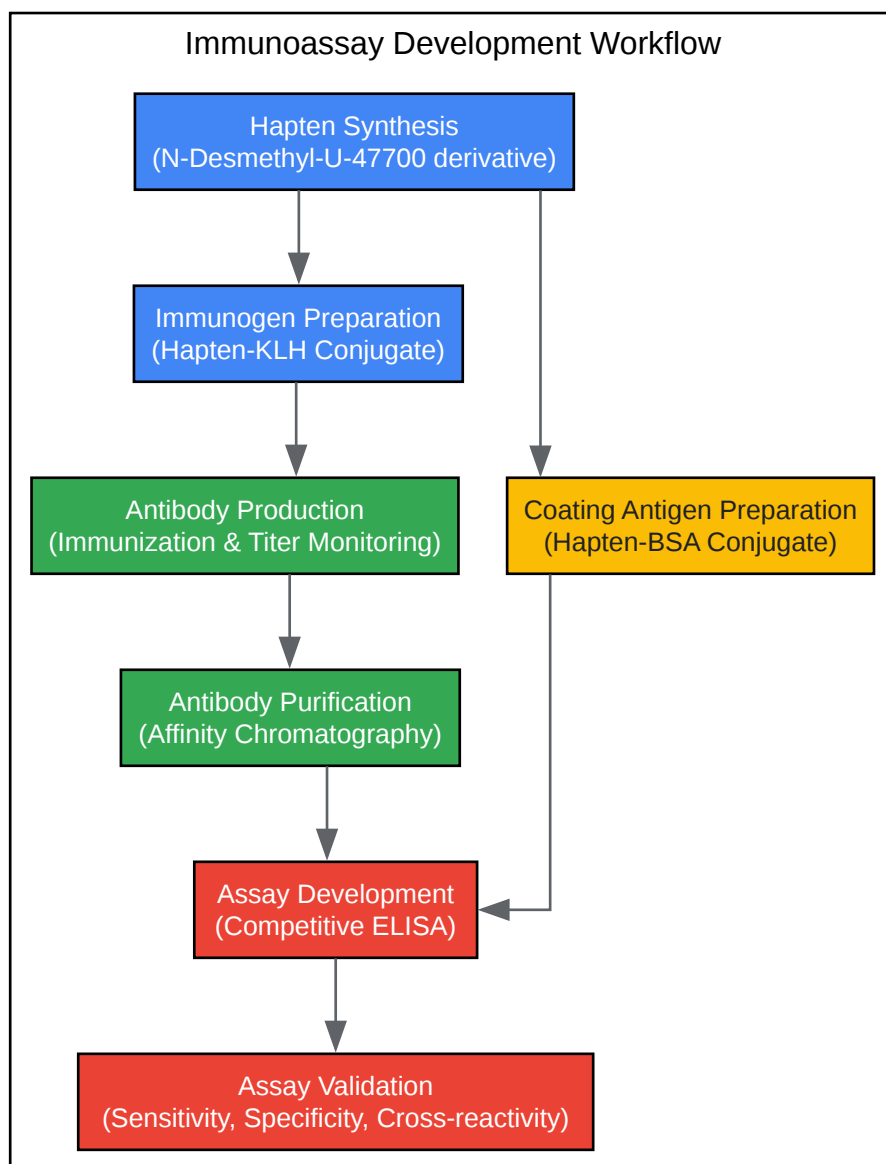 Immunoassay Development Workflow
Hapten Synthesis
(N-Desmethyl-U-47700 derivative)
Immunogen Preparation
(Hapten-KLH Conjugate)
Antibody Production
(Immunization & Titer Monitoring)
Coating Antigen Preparation
(Hapten-BSA Conjugate)
Antibody Purification
(Affinity Chromatography)
Assay Development
(Competitive ELISA)
Assay Validation
(Sensitivity, Specificity, Cross-reactivity)